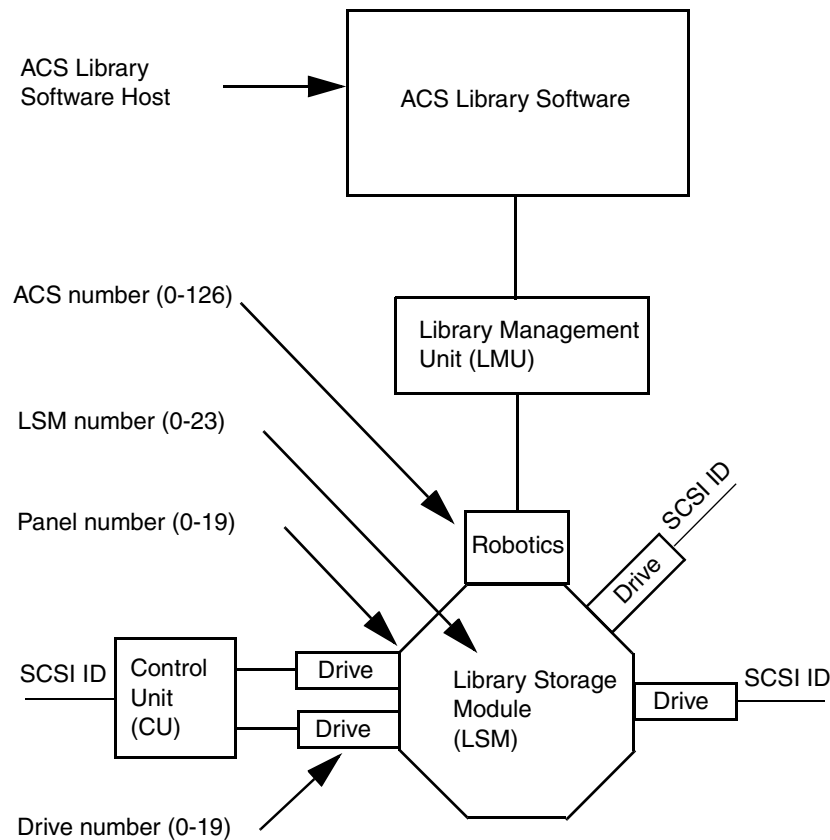 ACS Library
Software Host
ACS Library Software
ACS number (0-126)
Library Management
Unit (LMU)
LSM number (0-23)
SCSI ID
Panel number (0-19)
Robotics
Drive
SCSI ID
Control
Unit
(CU)
Drive
Drive
Library Storage
Module
(LSM)
Drive
SCSI ID
Drive number (0-19)